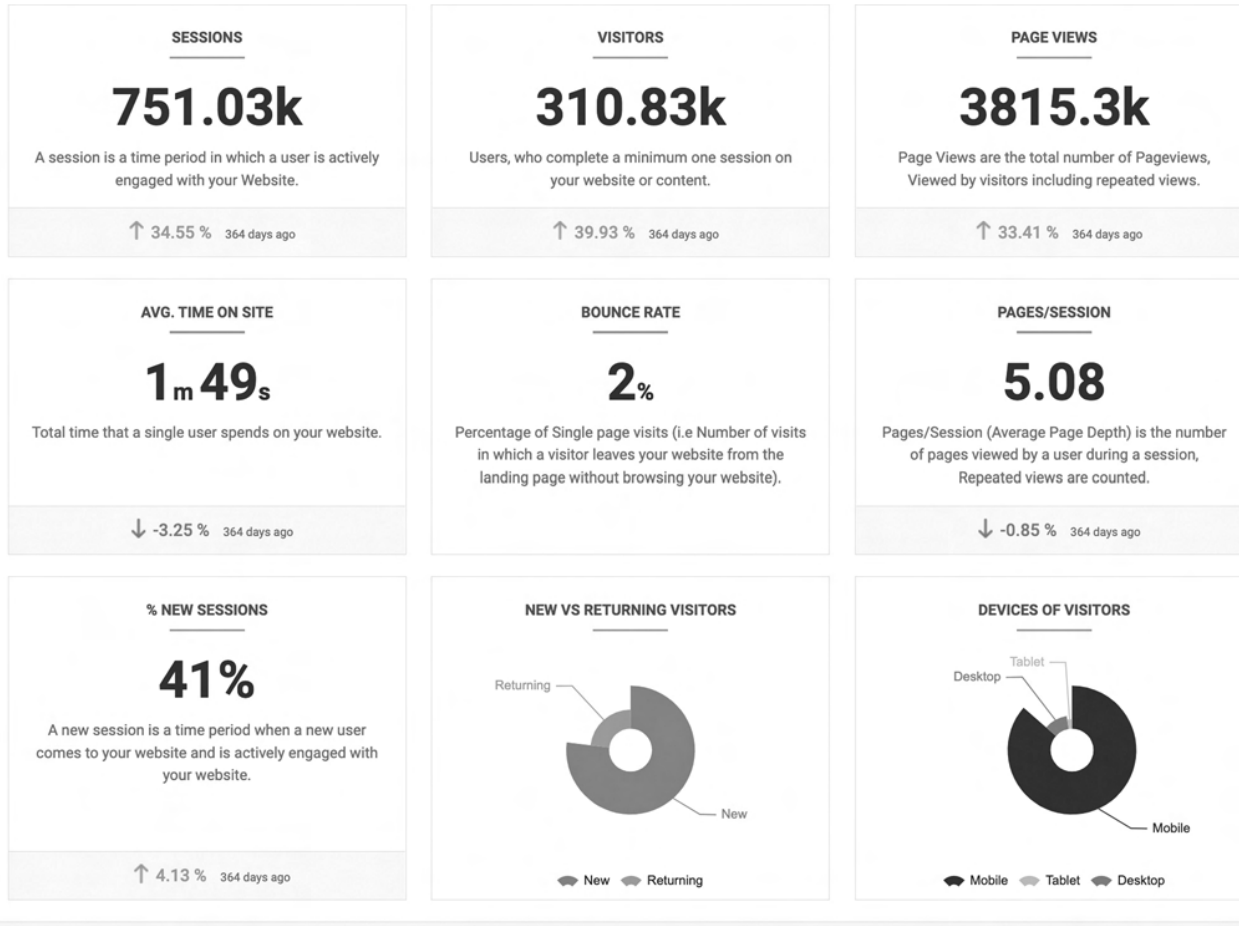 SESSIONS
751.03k
A session is a time period in which a user is actively
engaged with your Website.
↑ 34.55 % 364 days ago
VISITORS
310.83k
Users, who complete a minimum one session on
your website or content.
↑ 39.93 % 364 days ago
PAGE VIEWS
3815.3k
Page Views are the total number of Pageviews,
Viewed by visitors including repeated views.
↑ 33.41 % 364 days ago
AVG. TIME ON SITE
1m 49s
Total time that a single user spends on your website.
↓ -3.25 % 364 days ago
BOUNCE RATE
2%
Percentage of Single page visits (i.e Number of visits
in which a visitor leaves your website from the
landing page without browsing your website).
PAGES/SESSION
5.08
Pages/Session (Average Page Depth) is the number
of pages viewed by a user during a session,
Repeated views are counted.
↓ -0.85 % 364 days ago
% NEW SESSIONS
41%
A new session is a time period when a new user
comes to your website and is actively engaged with
your website.
↑ 4.13 % 364 days ago
NEW VS RETURNING VISITORS
Returning
New
New Returning
DEVICES OF VISITORS
Tablet
Desktop
Mobile
Mobile Tablet Desktop